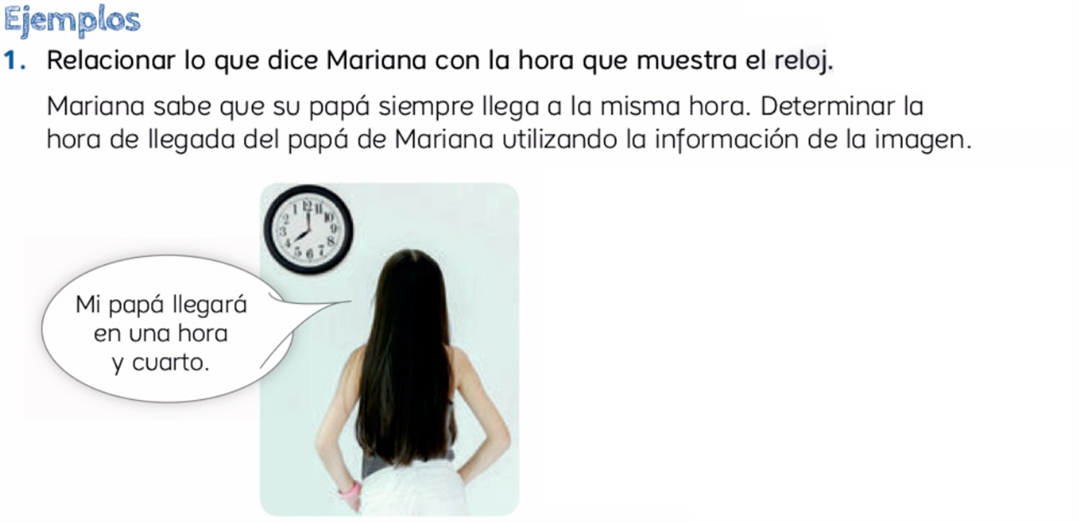 Ejemplos
1. Relacionar lo que dice Mariana con la hora que muestra el reloj.
Mariana sabe que su papá siempre llega a la misma hora. Determinar la
hora de llegada del papá de Mariana utilizando la información de la imagen.
12 11 10 9 8 7 6 5 4 3 2 1
Mi papá llegará
en una hora
y cuarto.